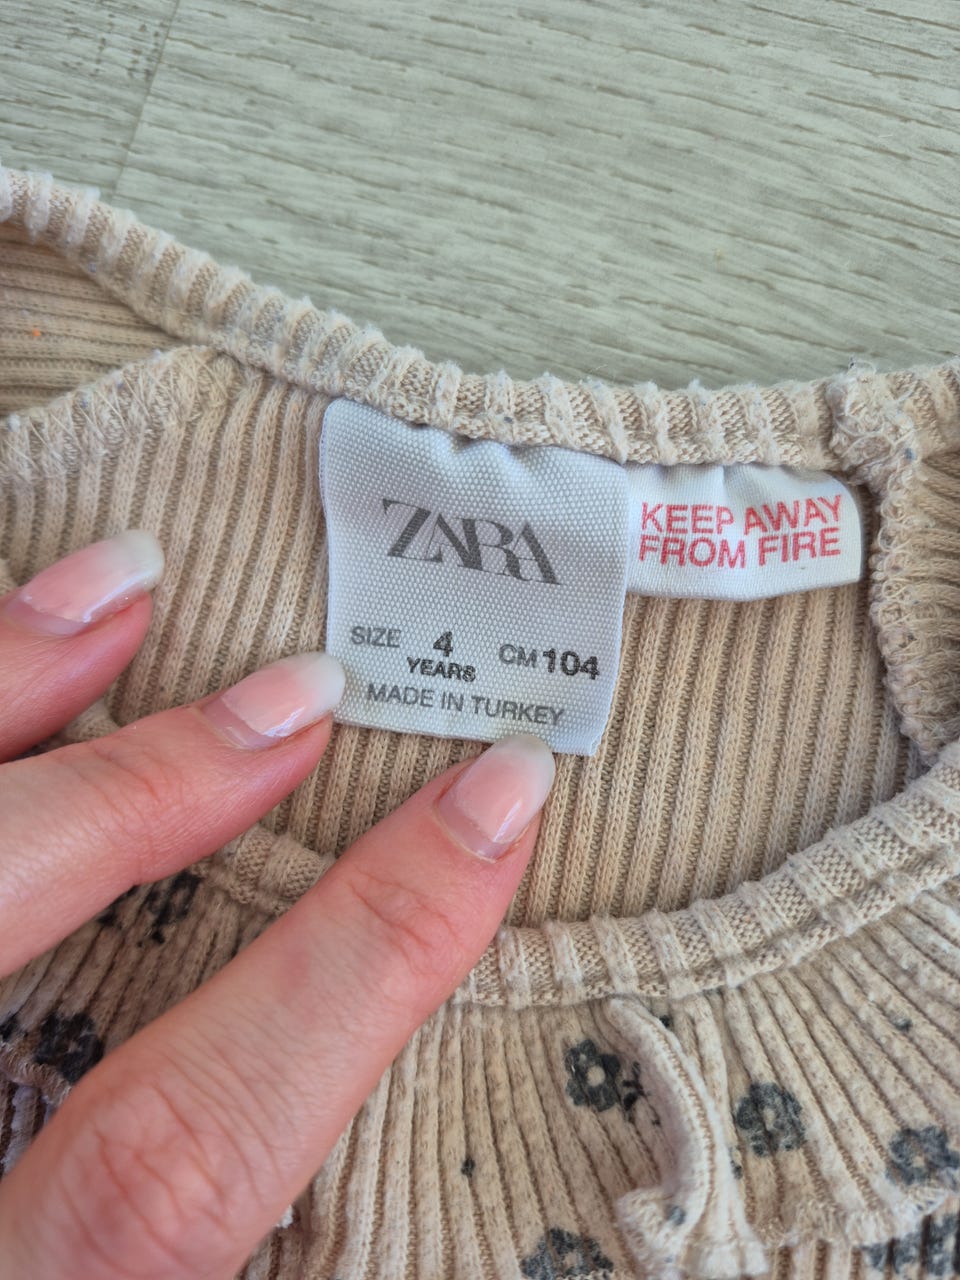 ZARA
SIZE 4 CM 104
YEARS
MADE IN TURKEY
KEEP AWAY
FROM FIRE